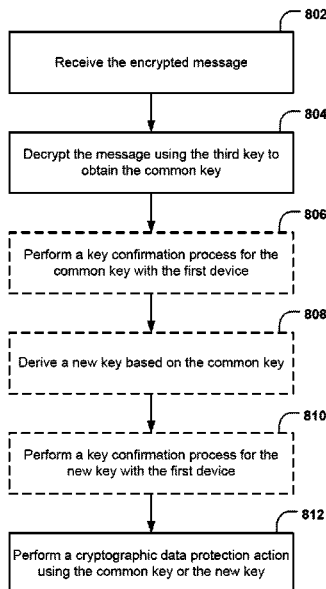 802
Receive the encrypted message
804
Decrypt the message using the third key to
obtain the common key
806
Perform a key confirmation process for the
common key with the first device
808
Derive a new key based on the common key
810
Perform a key confirmation process for the
new key with the first device
812
Perform a cryptographic data protection action
using the common key or the new key